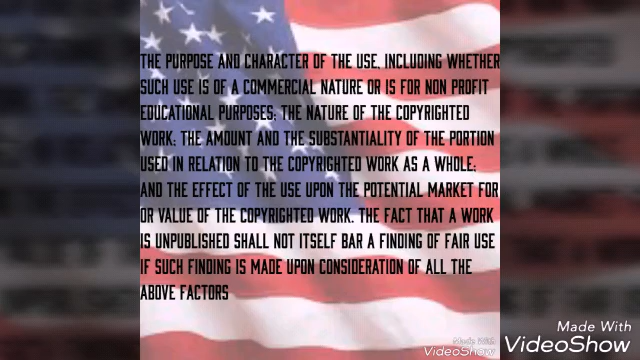 THE PURPOSE AND CHARACTER OF THE USE, INCLUDING WHETHER
SUCH USE IS OF A COMMERCIAL NATURE OR IS FOR NON PROFIT
EDUCATIONAL PURPOSES; THE NATURE OF THE COPYRIGHTED
WORK; THE AMOUNT AND THE SUBSTANTIALITY OF THE PORTION
USED IN RELATION TO THE COPYRIGHTED WORK AS A WHOLE;
AND THE EFFECT OF THE USE UPON THE POTENTIAL MARKET FOR
OR VALUE OF THE COPYRIGHTED WORK. THE FACT THAT A WORK
IS UNPUBLISHED SHALL NOT ITSELF BAR A FINDING OF FAIR USE
IF SUCH FINDING IS MADE UPON CONSIDERATION OF ALL THE
ABOVE FACTORS
Made With
VideoShow
Made With
VideoShow